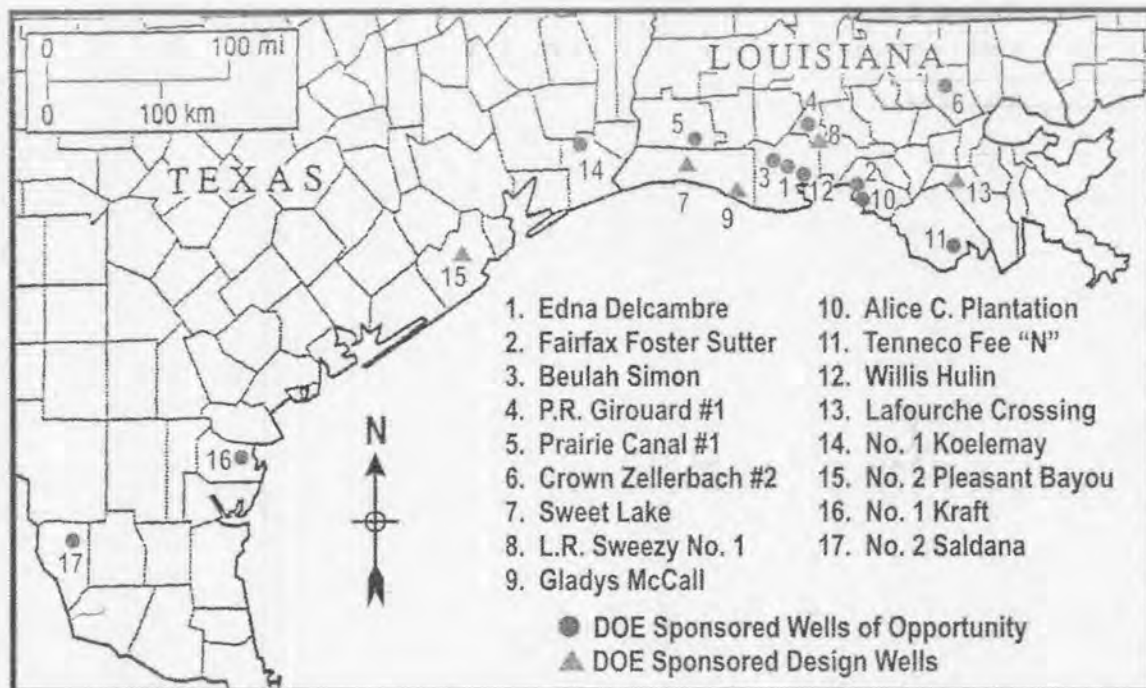 0 100 mi
0 100 km
TEXAS
LOUISIANA
4
6
5
8
14
3
1
12
2
13
7
9
10
11
15
16
17
N
1. Edna Delcambre
2. Fairfax Foster Sutter
3. Beulah Simon
4. P.R. Girouard #1
5. Prairie Canal #1
6. Crown Zellerbach #2
7. Sweet Lake
8. L.R. Sweezy No. 1
9. Gladys McCall
10. Alice C. Plantation
11. Tenneco Fee “N”
12. Willis Hulin
13. Lafourche Crossing
14. No. 1 Koelemay
15. No. 2 Pleasant Bayou
16. No. 1 Kraft
17. No. 2 Saldana
DOE Sponsored Wells of Opportunity
DOE Sponsored Design Wells